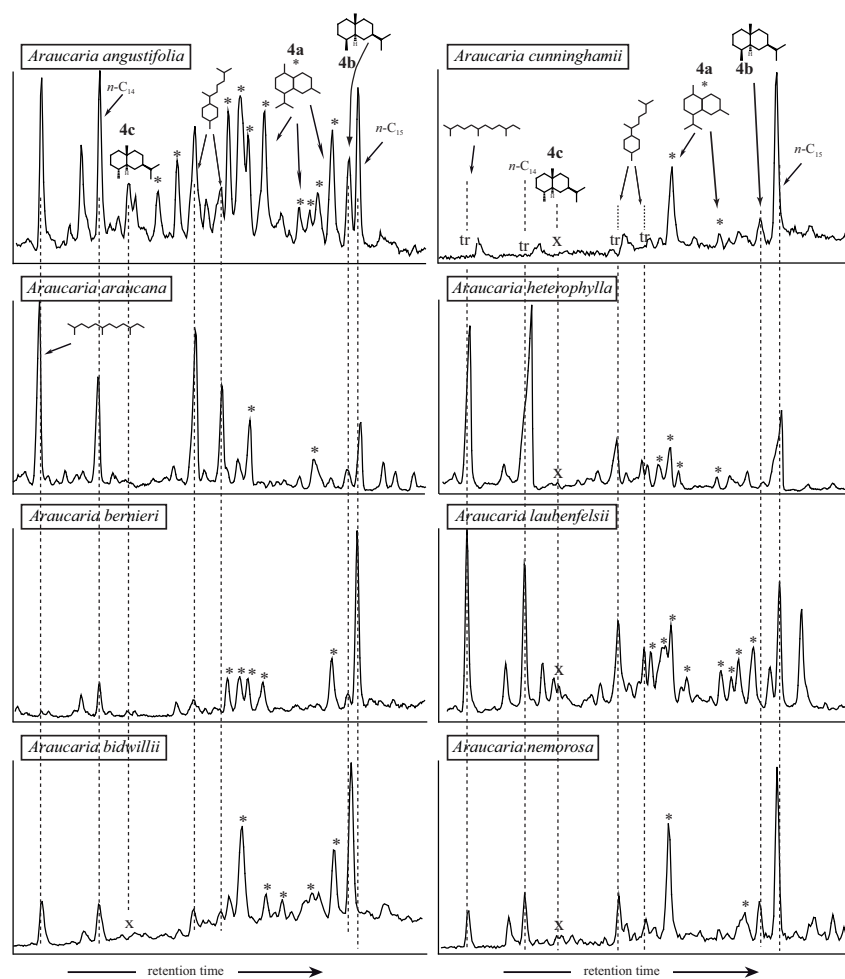 Araucaria angustifolia
n-C14
4c
H
*
*
*
*
*
*
4a
*
*
*
*
*
H
4b
n-C15
Araucaria cunninghamii
tr
n-C14
tr
4c
H
x
tr
tr
*
4a
*
*
4b
H
n-C15
Araucaria araucana
*
*
Araucaria heterophylla
x
*
*
*
*
Araucaria bernieri
*
*
*
*
*
Araucaria laubenfelsii
x
*
*
*
*
*
*
*
*
Araucaria bidwillii
x
*
*
*
*
*
Araucaria nemorosa
x
*
*
retention time
retention time